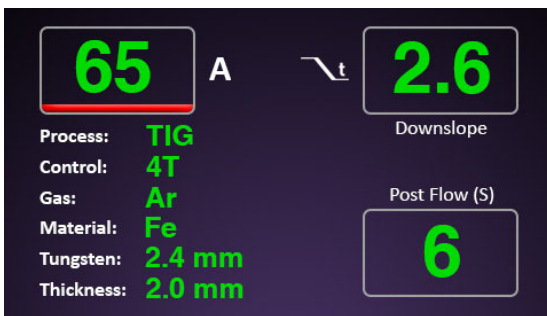 65 A
t 2.6
Downslope
Process: TIG
Control: 4T
Gas: Ar
Material: Fe
Tungsten: 2.4 mm
Thickness: 2.0 mm
Post Flow (S)
6